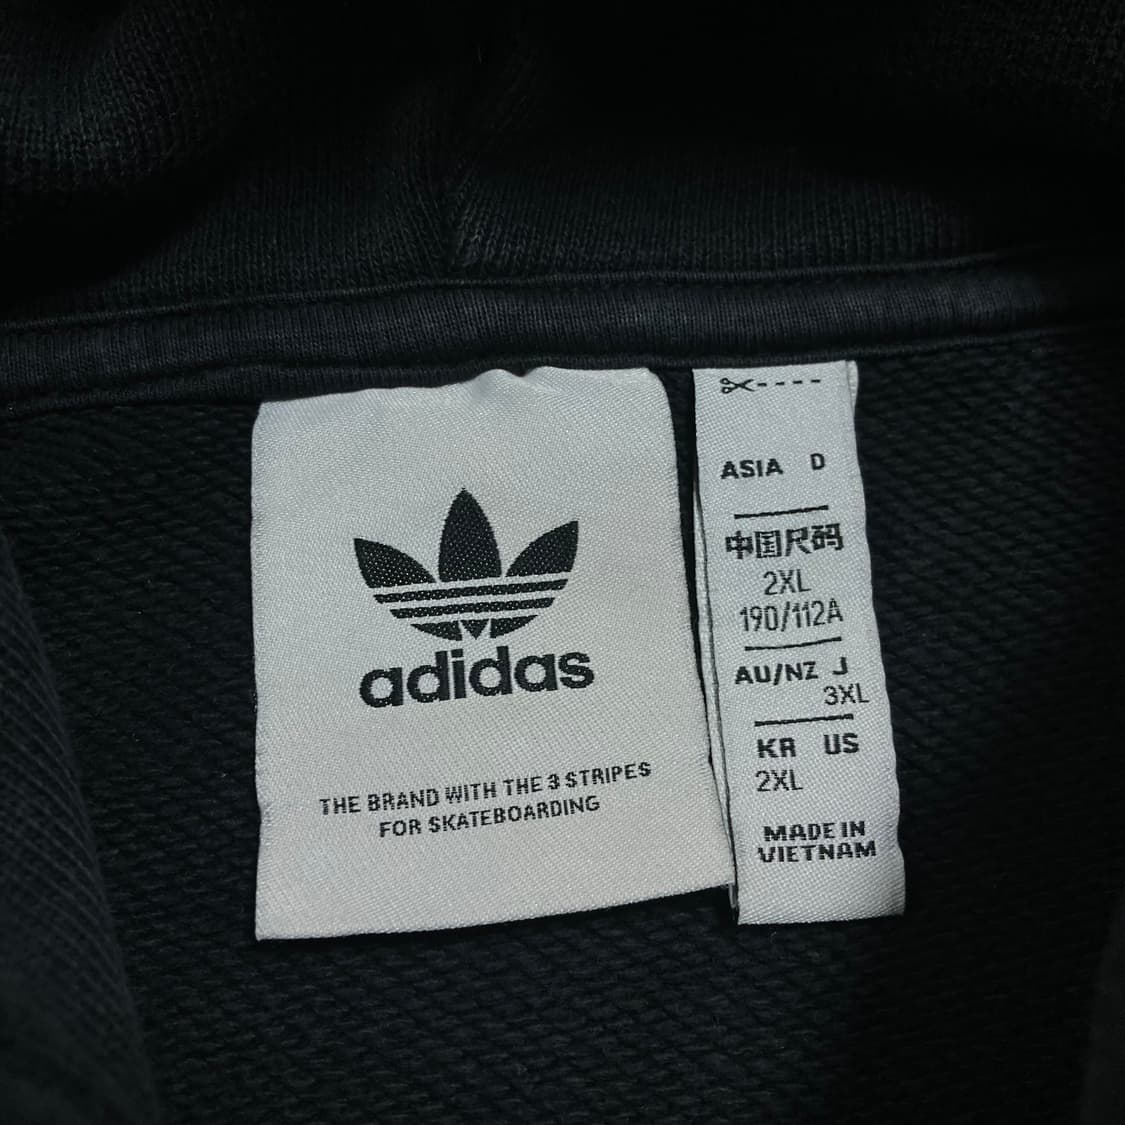 adidas
THE BRAND WITH THE 3 STRIPES
FOR SKATEBOARDING
ASIA D
中国尺码
2XL
190/112A
AU/NZ J
3XL
KR US
2XL
MADE IN
VIETNAM